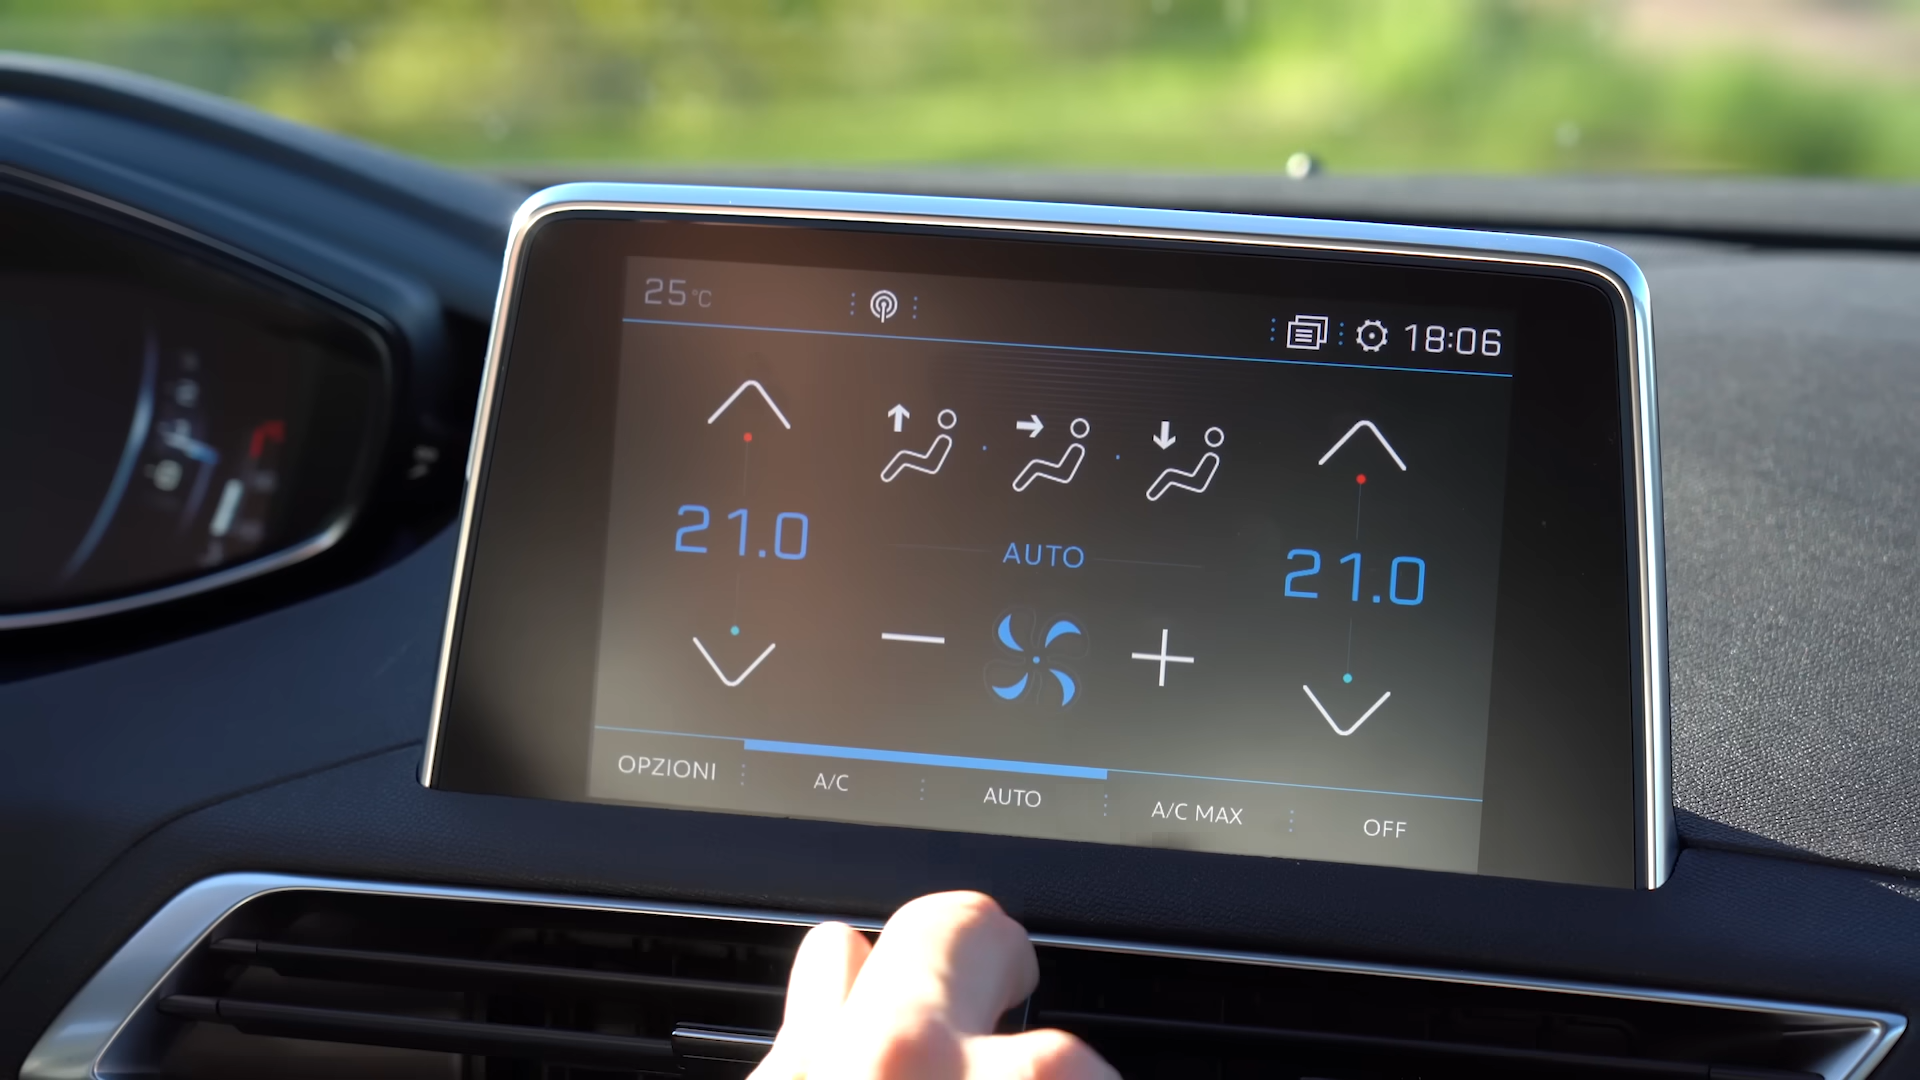 25°C
18:06
21.0
AUTO
21.0
OPZIONI
A/C
AUTO
A/C MAX
OFF